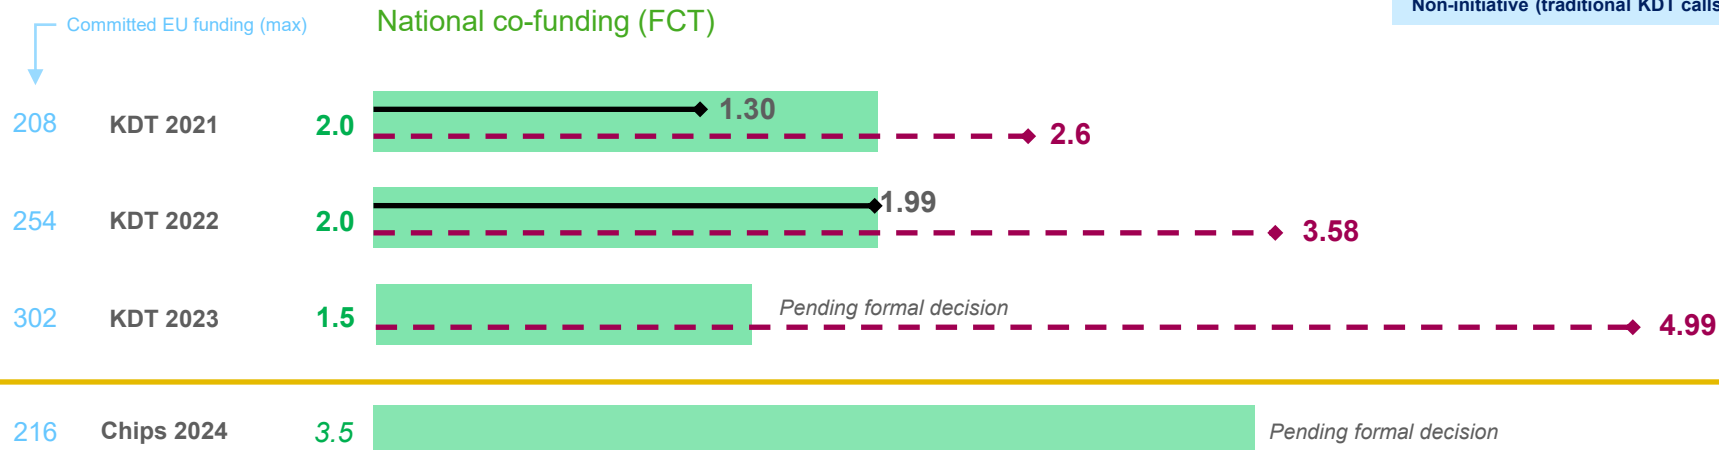 Non-initiative (traditional KDT calls
Committed EU funding (max)
National co-funding (FCT)
208 KDT 2021 2.0 1.30
2.6
254 KDT 2022 2.0 1.99
3.58
302 KDT 2023 1.5 Pending formal decision
4.99
216 Chips 2024 3.5 Pending formal decision